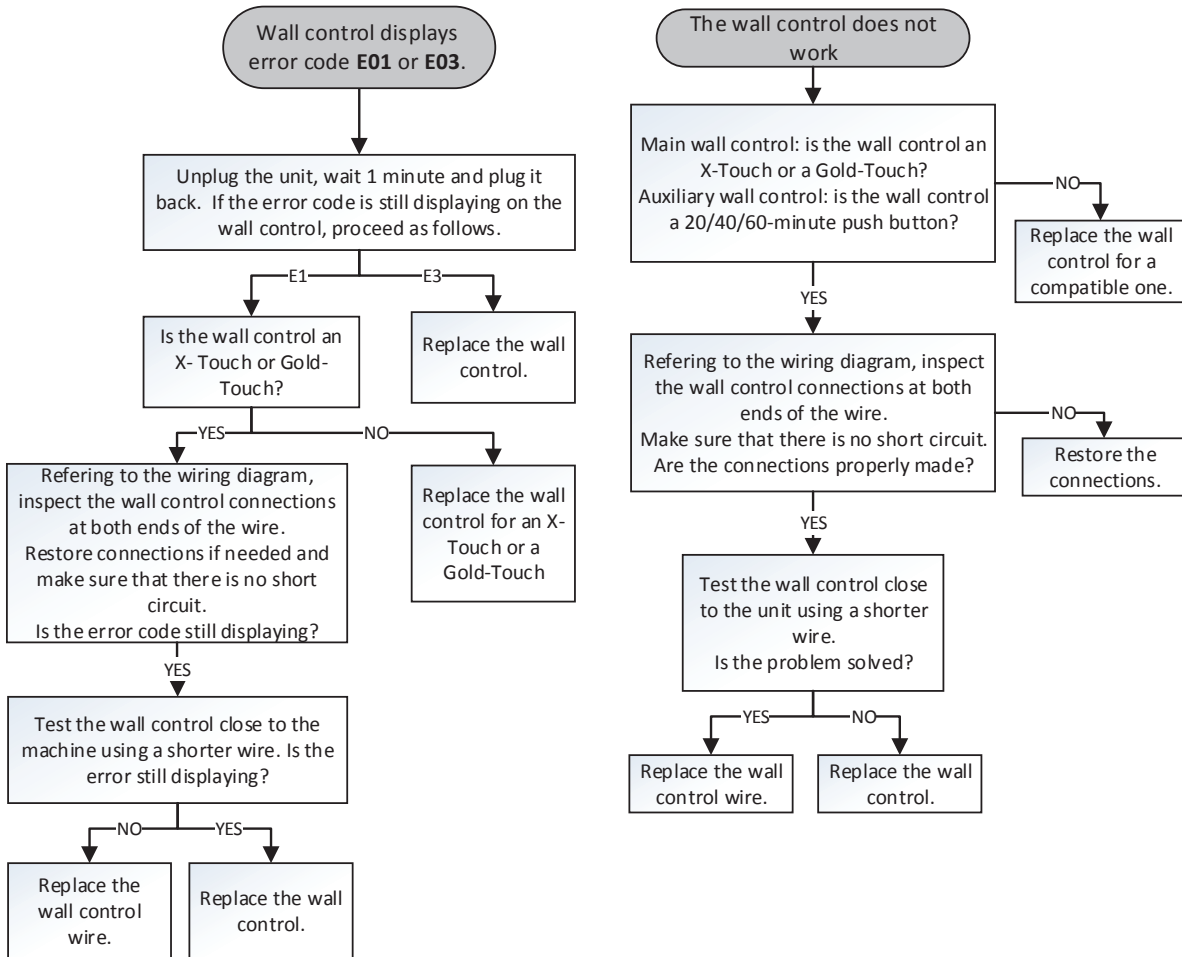 Wall control displays
error code E01 or E03.
Unplug the unit, wait 1 minute and plug it
back. If the error code is still displaying on the
wall control, proceed as follows.
E1
E3
Is the wall control an
X- Touch or Gold-
Touch?
Replace the wall
control.
YES
NO
Refering to the wiring diagram,
inspect the wall control connections
at both ends of the wire.
Restore connections if needed and
make sure that there is no short
circuit.
Is the error code still displaying?
Replace the wall
control for an X-
Touch or a
Gold-Touch
YES
Test the wall control close to the
machine using a shorter wire. Is the
error still displaying?
NO
YES
Replace the
wall control
wire.
Replace the wall
control.
The wall control does not
work
Main wall control: is the wall control an
X-Touch or a Gold-Touch?
Auxiliary wall control: is the wall control
a 20/40/60-minute push button?
NO
Replace the wall
control for a
compatible one.
YES
Refering to the wiring diagram, inspect
the wall control connections at both
ends of the wire.
Make sure that there is no short circuit.
Are the connections properly made?
NO
Restore the
connections.
YES
Test the wall control close
to the unit using a shorter
wire.
Is the problem solved?
YES
NO
Replace the wall
control wire.
Replace the wall
control.